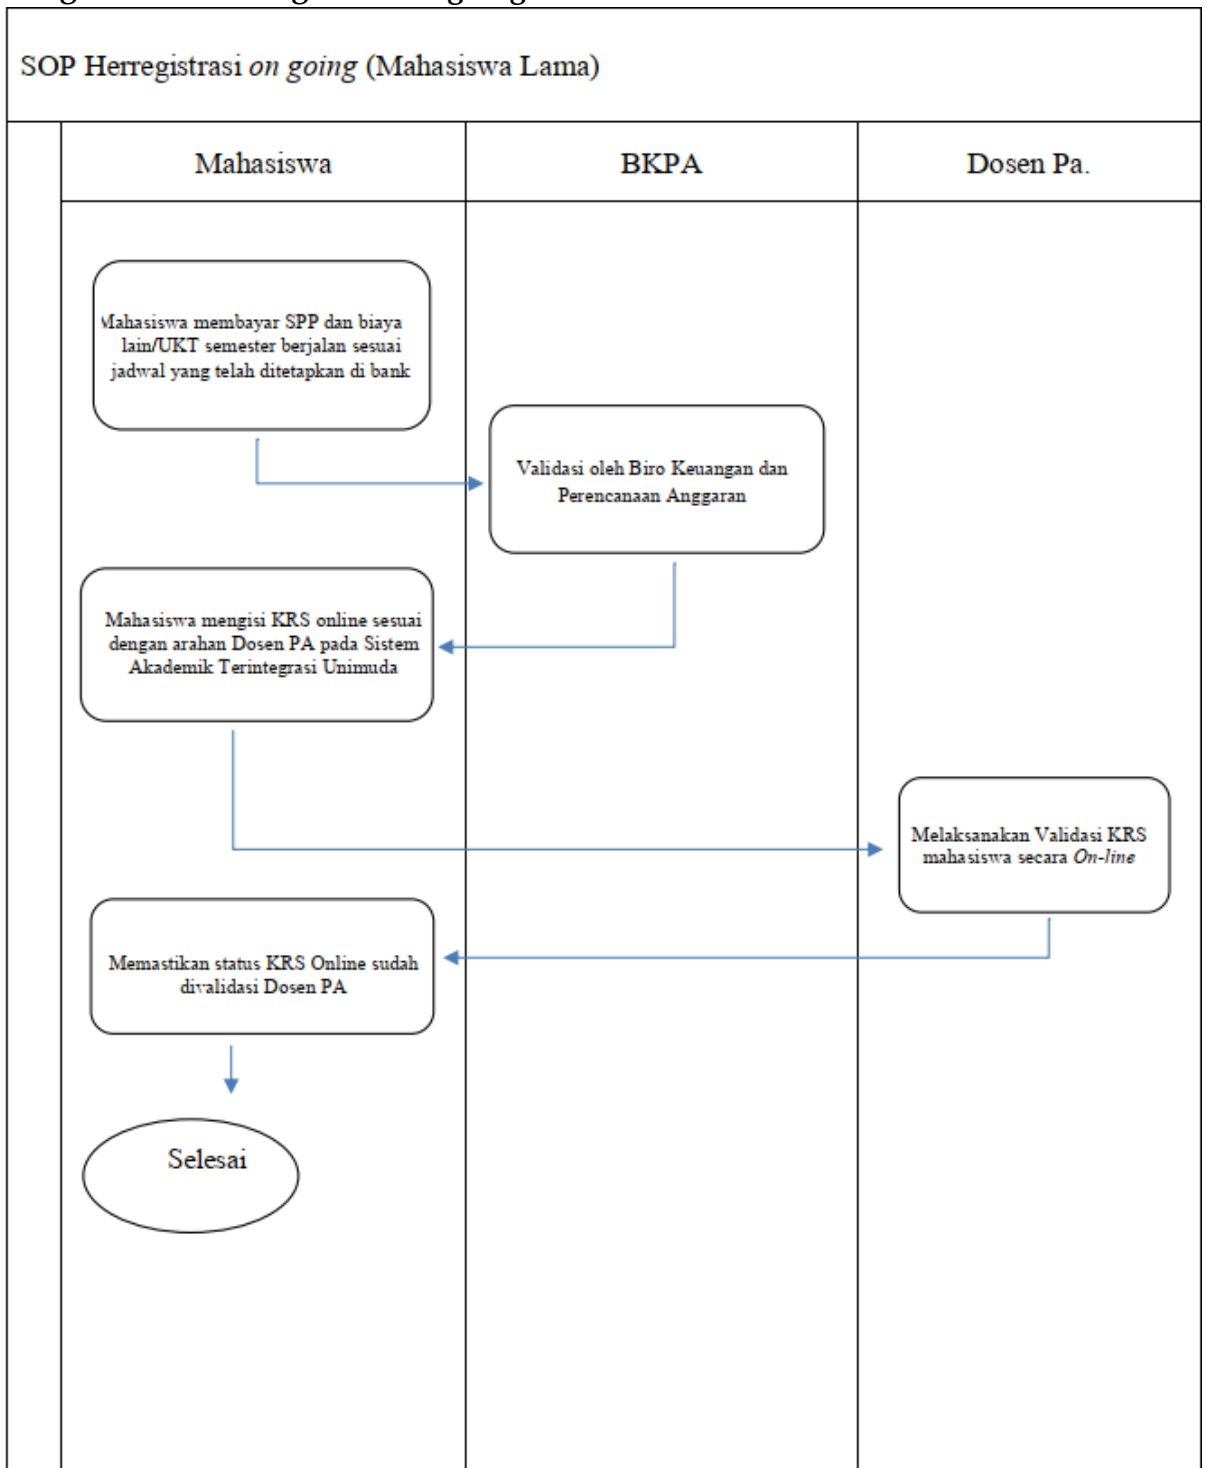 SOP Herregistrasi on going (Mahasiswa Lama)
Mahasiswa
BKPA
Dosen Pa.
Mahasiswa membayar SPP dan biaya
lain/UKT semester berjalan sesuai
jadwal yang telah ditetapkan di bank
Validasi oleh Biro Keuangan dan
Perencanaan Anggaran
Mahasiswa mengisi KRS online sesuai
dengan arahan Dosen PA pada Sistem
Akademik Terintegrasi Unimuda
Melaksanakan Validasi KRS
mahasiswa secara On-line
Memastikan status KRS Online sudah
divalidasi Dosen PA
Selesai